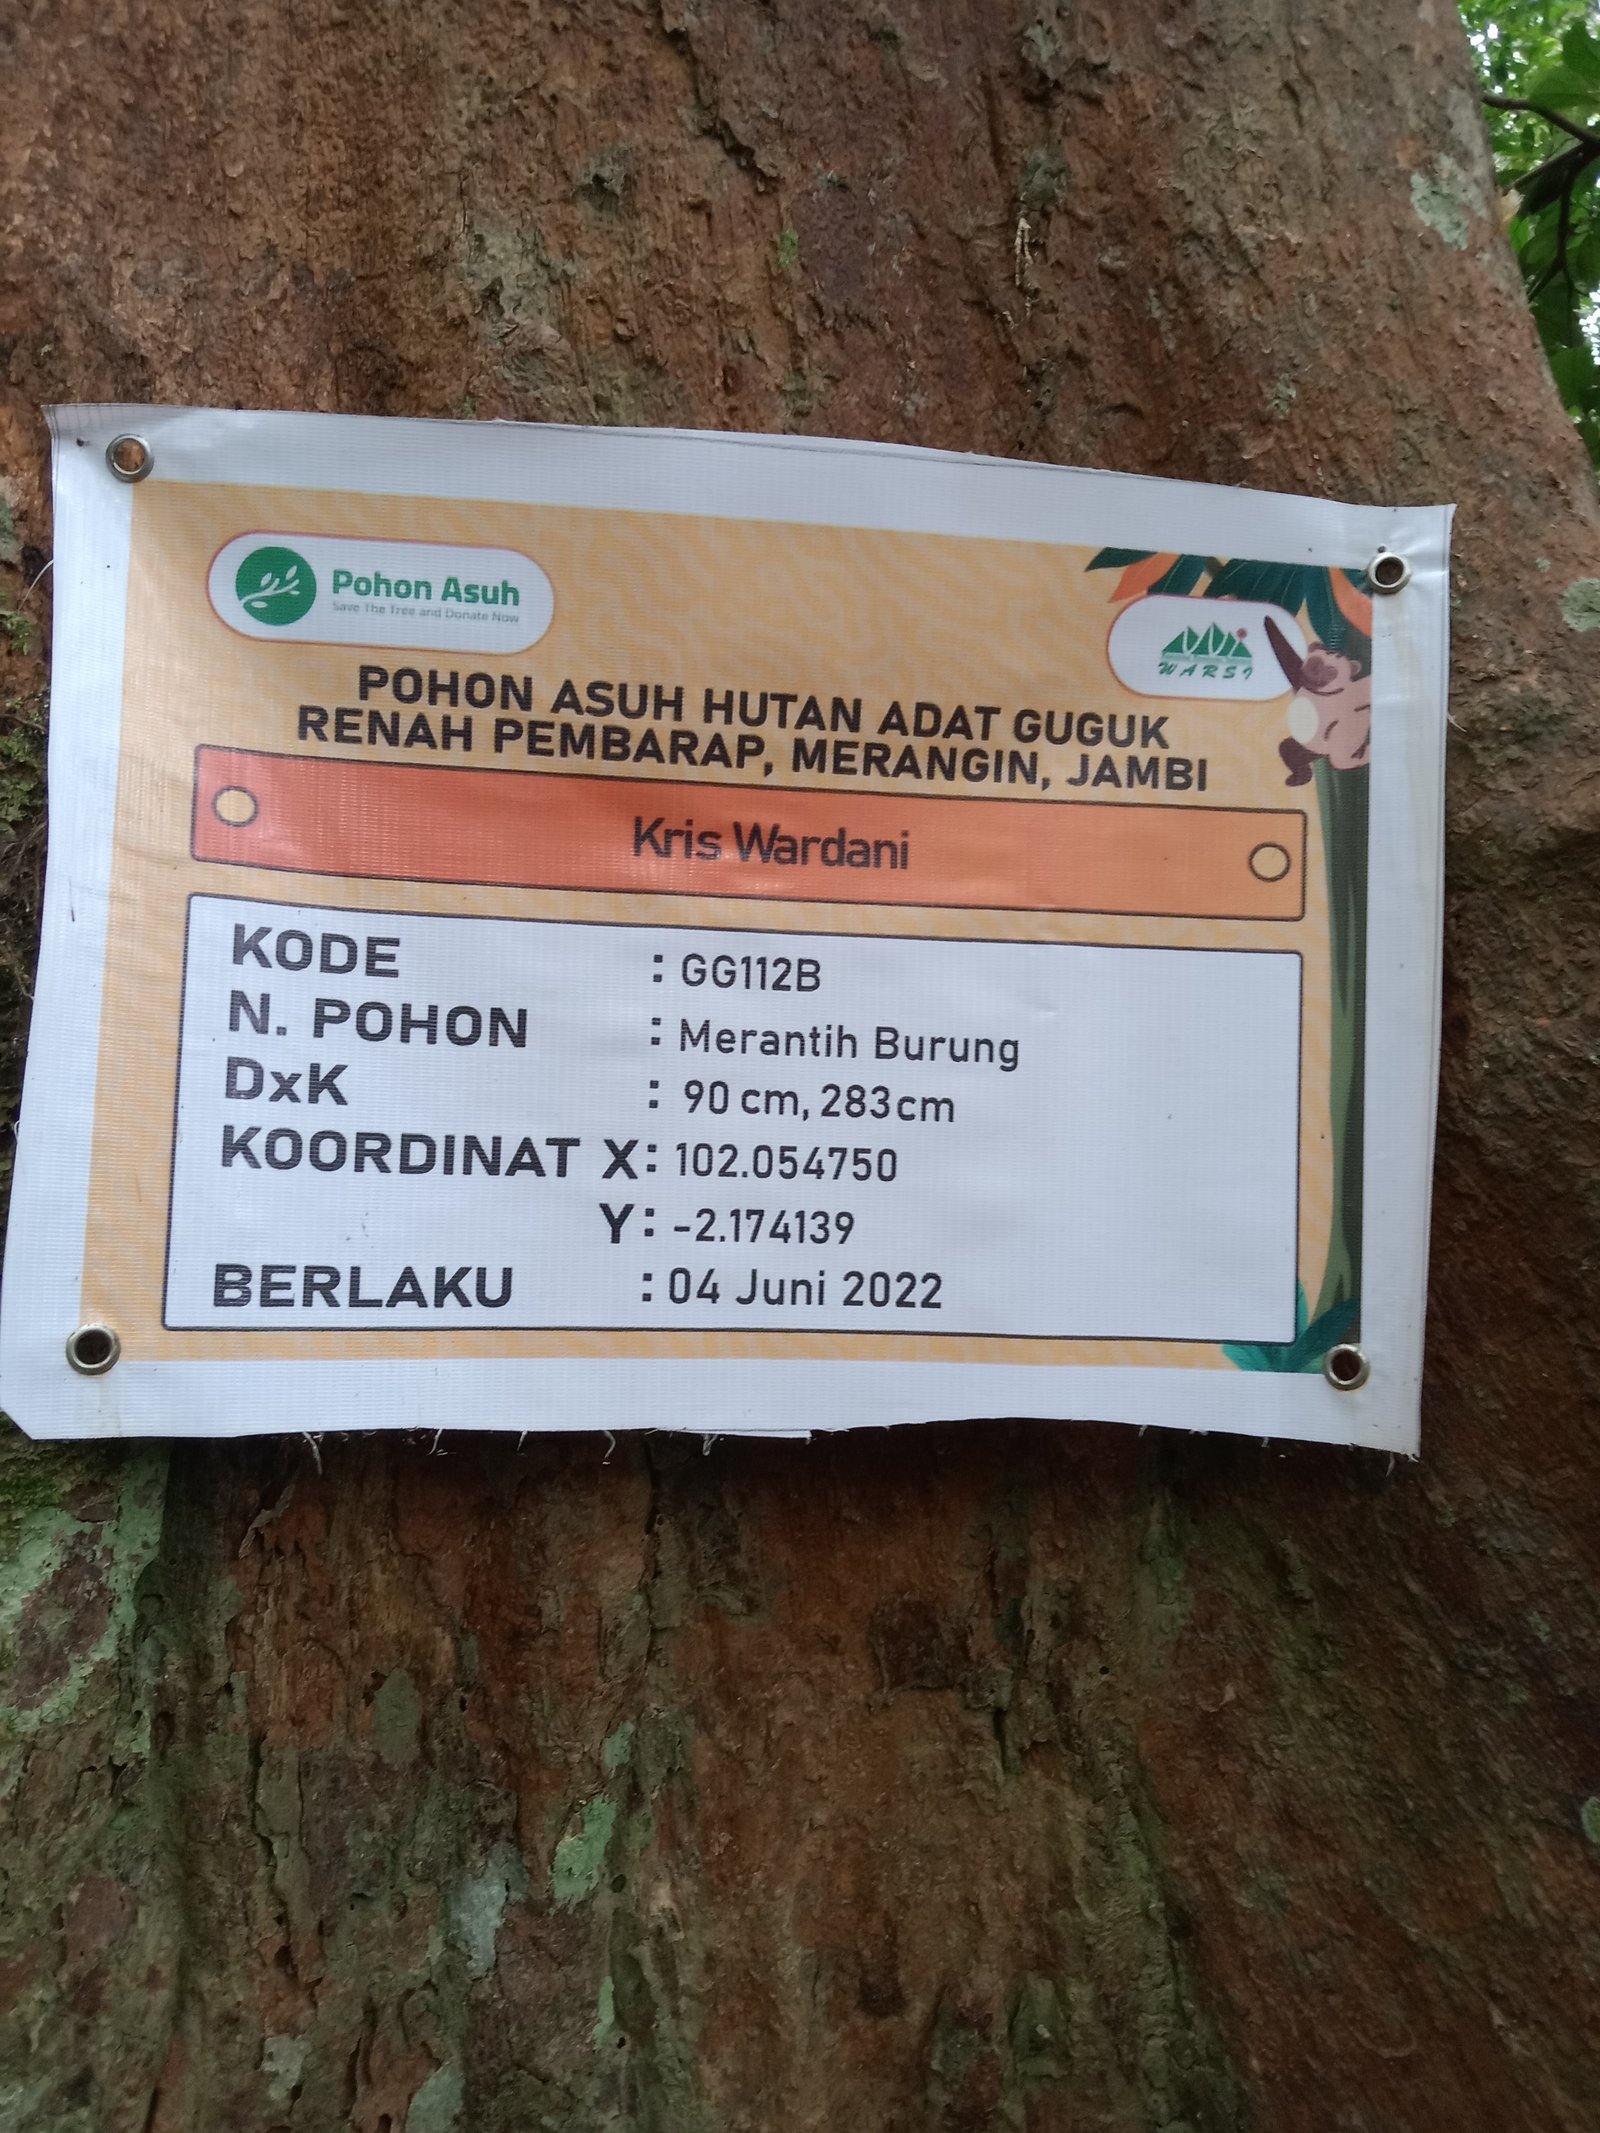 Pohon Asuh
Save The Tree and Donate Now
WARSI
POHON ASUH HUTAN ADAT GUGUK
RENAH PEMBARAP, MERANGIN, JAMBI
Kris Wardani
KODE : GG112B
N. POHON : Merantih Burung
DxK : 90 cm, 283cm
KOORDINAT X: 102.054750
Y: -2.174139
BERLAKU : 04 Juni 2022